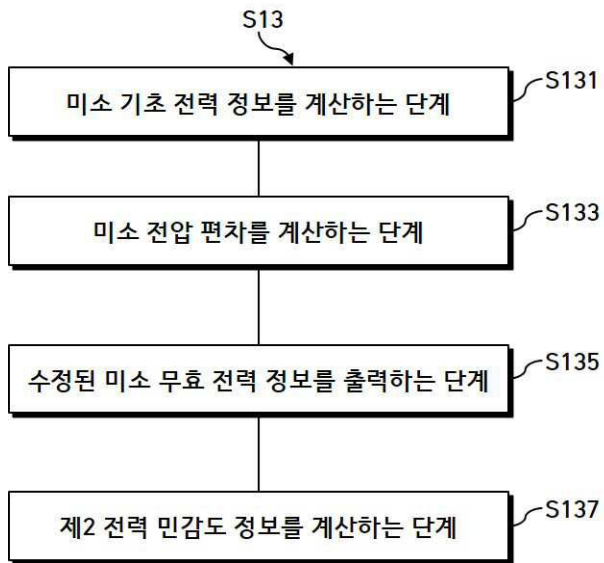 S13
미소 기초 전력 정보를 계산하는 단계
S131
미소 전압 편차를 계산하는 단계
S133
수정된 미소 무효 전력 정보를 출력하는 단계
S135
제2 전력 민감도 정보를 계산하는 단계
S137